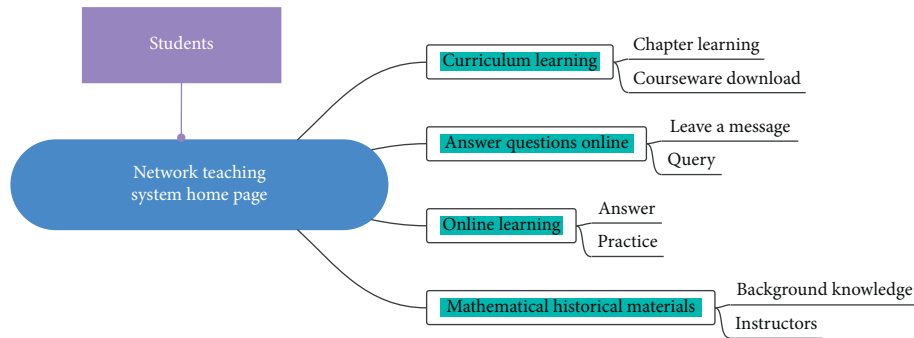 Students
Network teaching
system home page
Curriculum learning
Chapter learning
Courseware download
Answer questions online
Leave a message
Query
Online learning
Answer
Practice
Mathematical historical materials
Background knowledge
Instructors